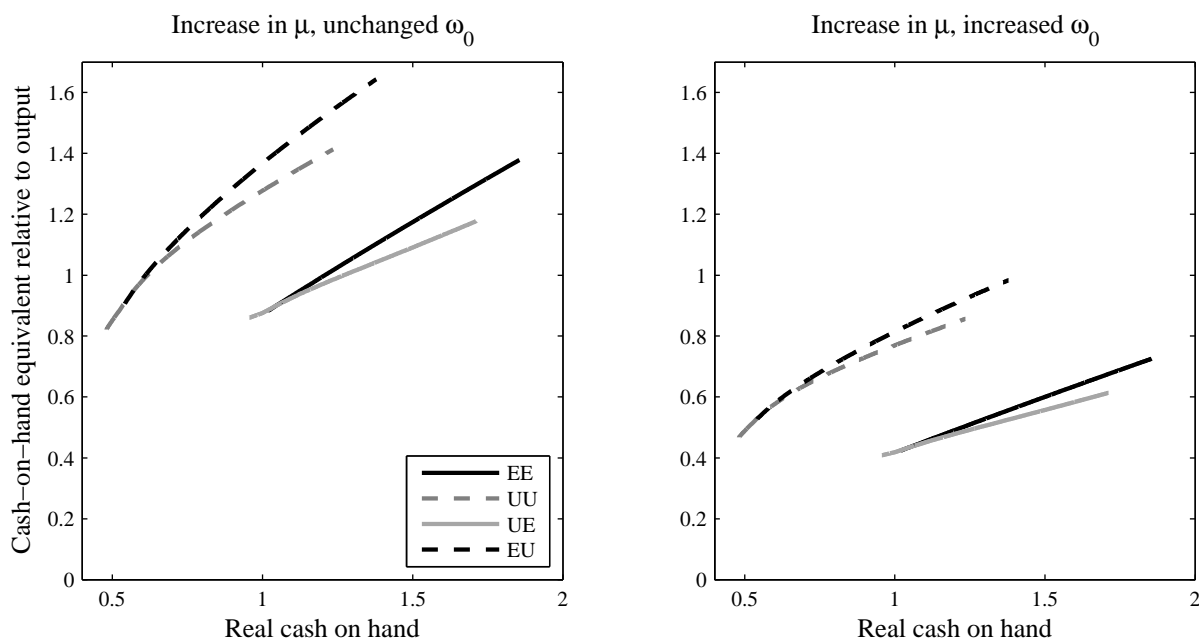 Increase in μ, unchanged ω0
Cash−on−hand equivalent relative to output
1.6
1.4
1.2
1
0.8
0.6
0.4
0.2
0
0.5
1
1.5
2
Real cash on hand
EE
UU
UE
EU
Increase in μ, increased ω0
1.6
1.4
1.2
1
0.8
0.6
0.4
0.2
0
0.5
1
1.5
2
Real cash on hand